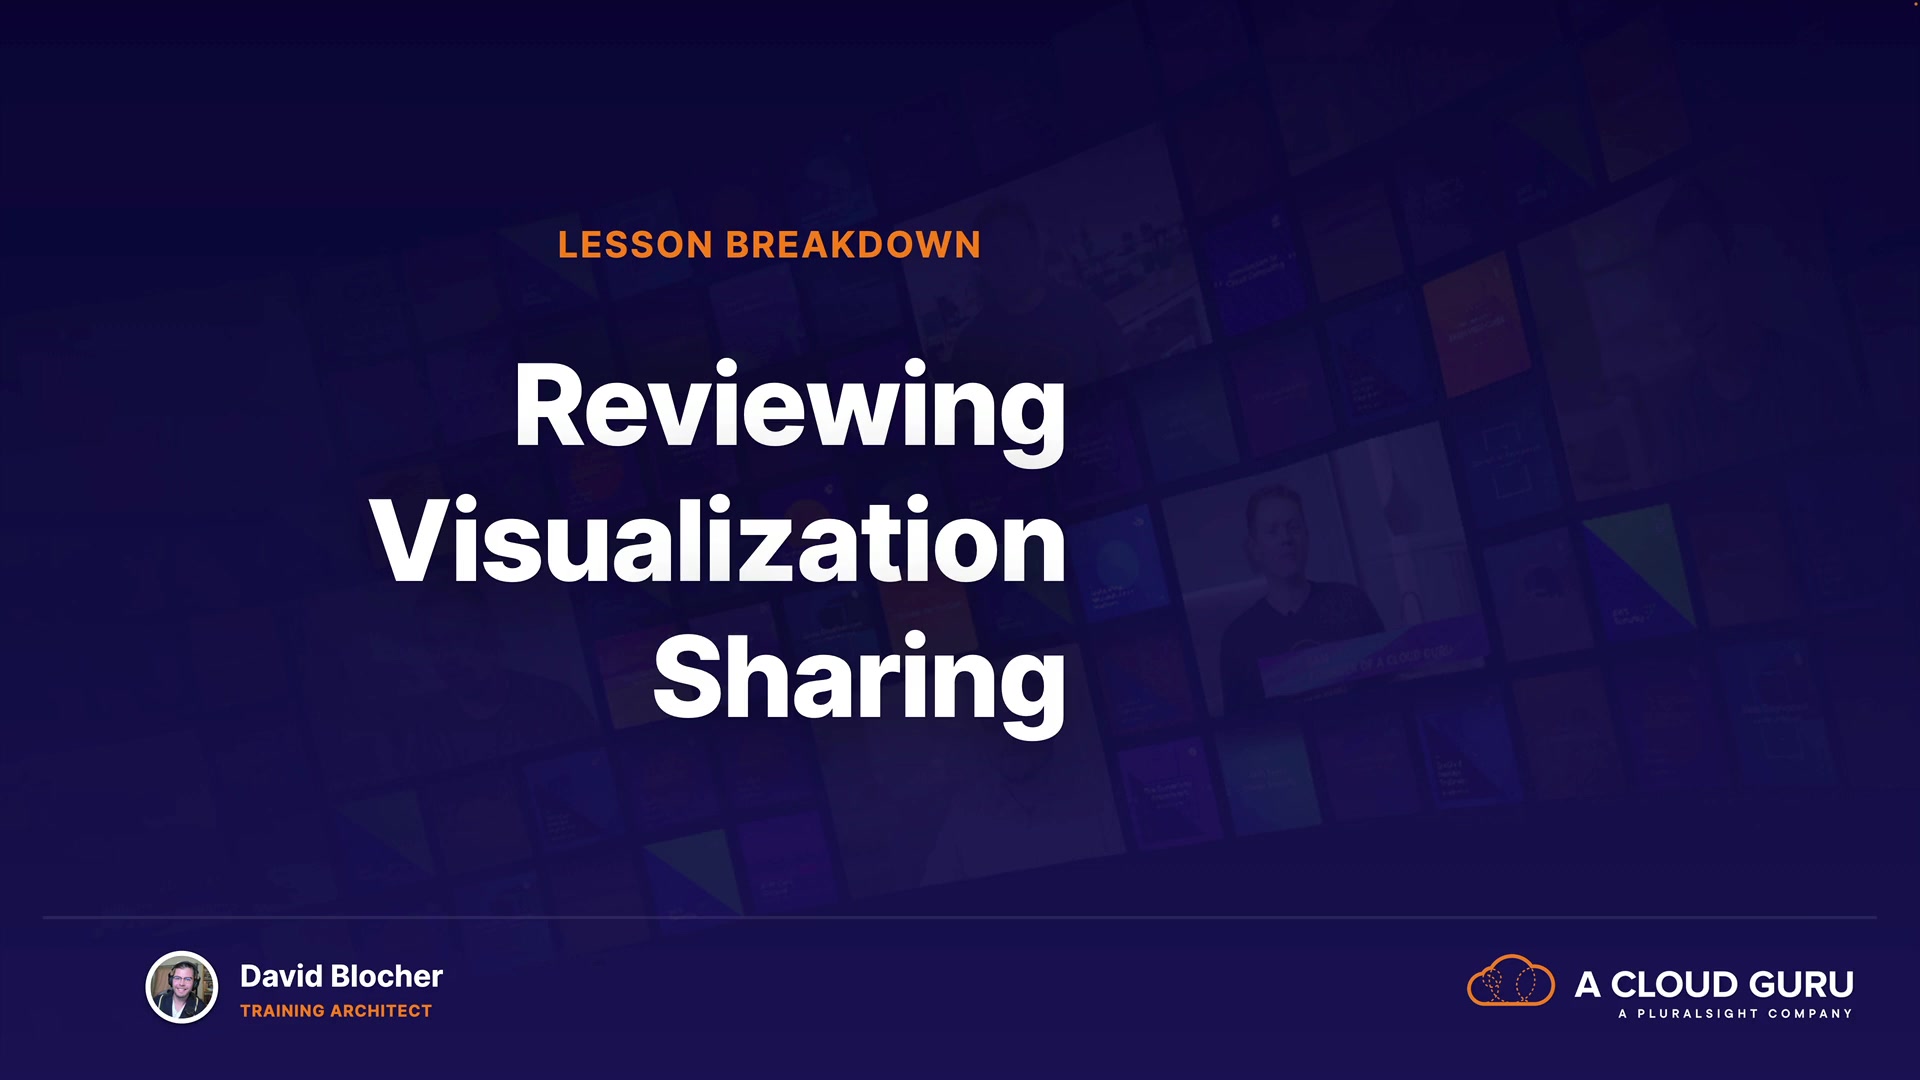 LESSON BREAKDOWN
Reviewing
Visualization
Sharing
David Blocher
TRAINING ARCHITECT
A CLOUD GURU
A PLURALSIGHT COMPANY